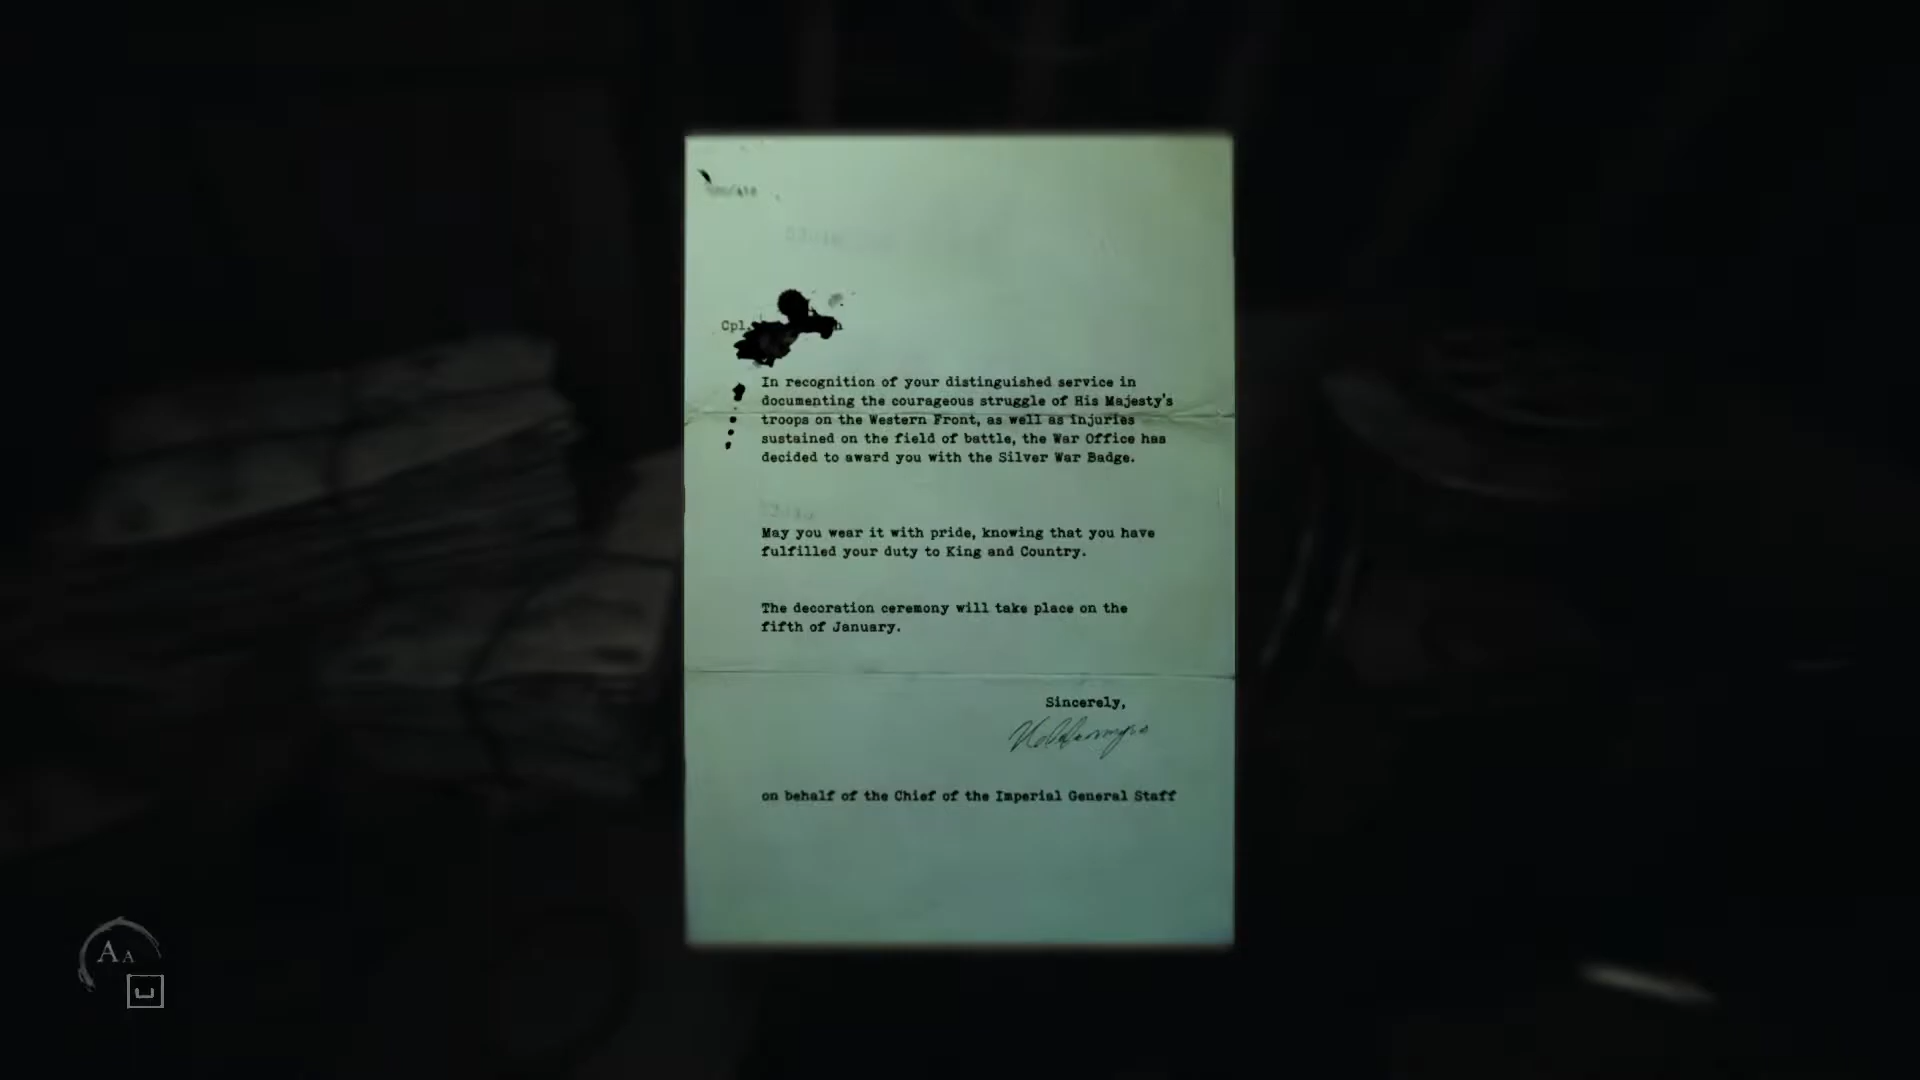 Cpl.
In recognition of your distinguished service in
documenting the courageous struggle of His Majesty's
troops on the Western Front, as well as injuries
sustained on the field of battle, the War Office has
decided to award you with the Silver War Badge.
May you wear it with pride, knowing that you have
fulfilled your duty to King and Country.
The decoration ceremony will take place on the
fifth of January.
Sincerely,
on behalf of the Chief of the Imperial General Staff
A A